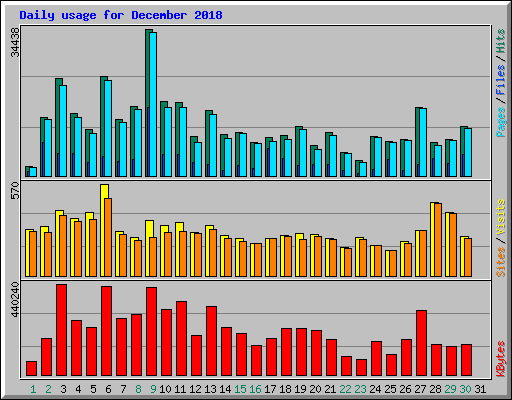 Daily usage for December 2018
34438
Pages / Files / Hits
570
Sites / Visits
440240
KBytes
1 2 3 4 5 6 7 8 9 10 11 12 13 14 15 16 17 18 19 20 21 22 23 24 25 26 27 28 29 30 31